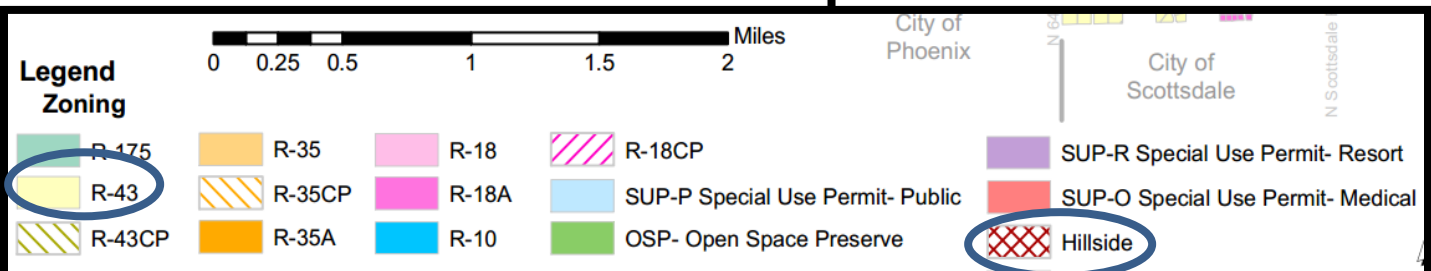 City of
Phoenix
N 64
Miles
0 0.25 0.5 1 1.5 2
City of
Scottsdale
N Scottsdale
Legend
Zoning
R-175
R-35
R-18
R-18CP
SUP-R Special Use Permit- Resort
R-43
R-35CP
R-18A
SUP-P Special Use Permit- Public
SUP-O Special Use Permit- Medical
R-43CP
R-35A
R-10
OSP- Open Space Preserve
Hillside